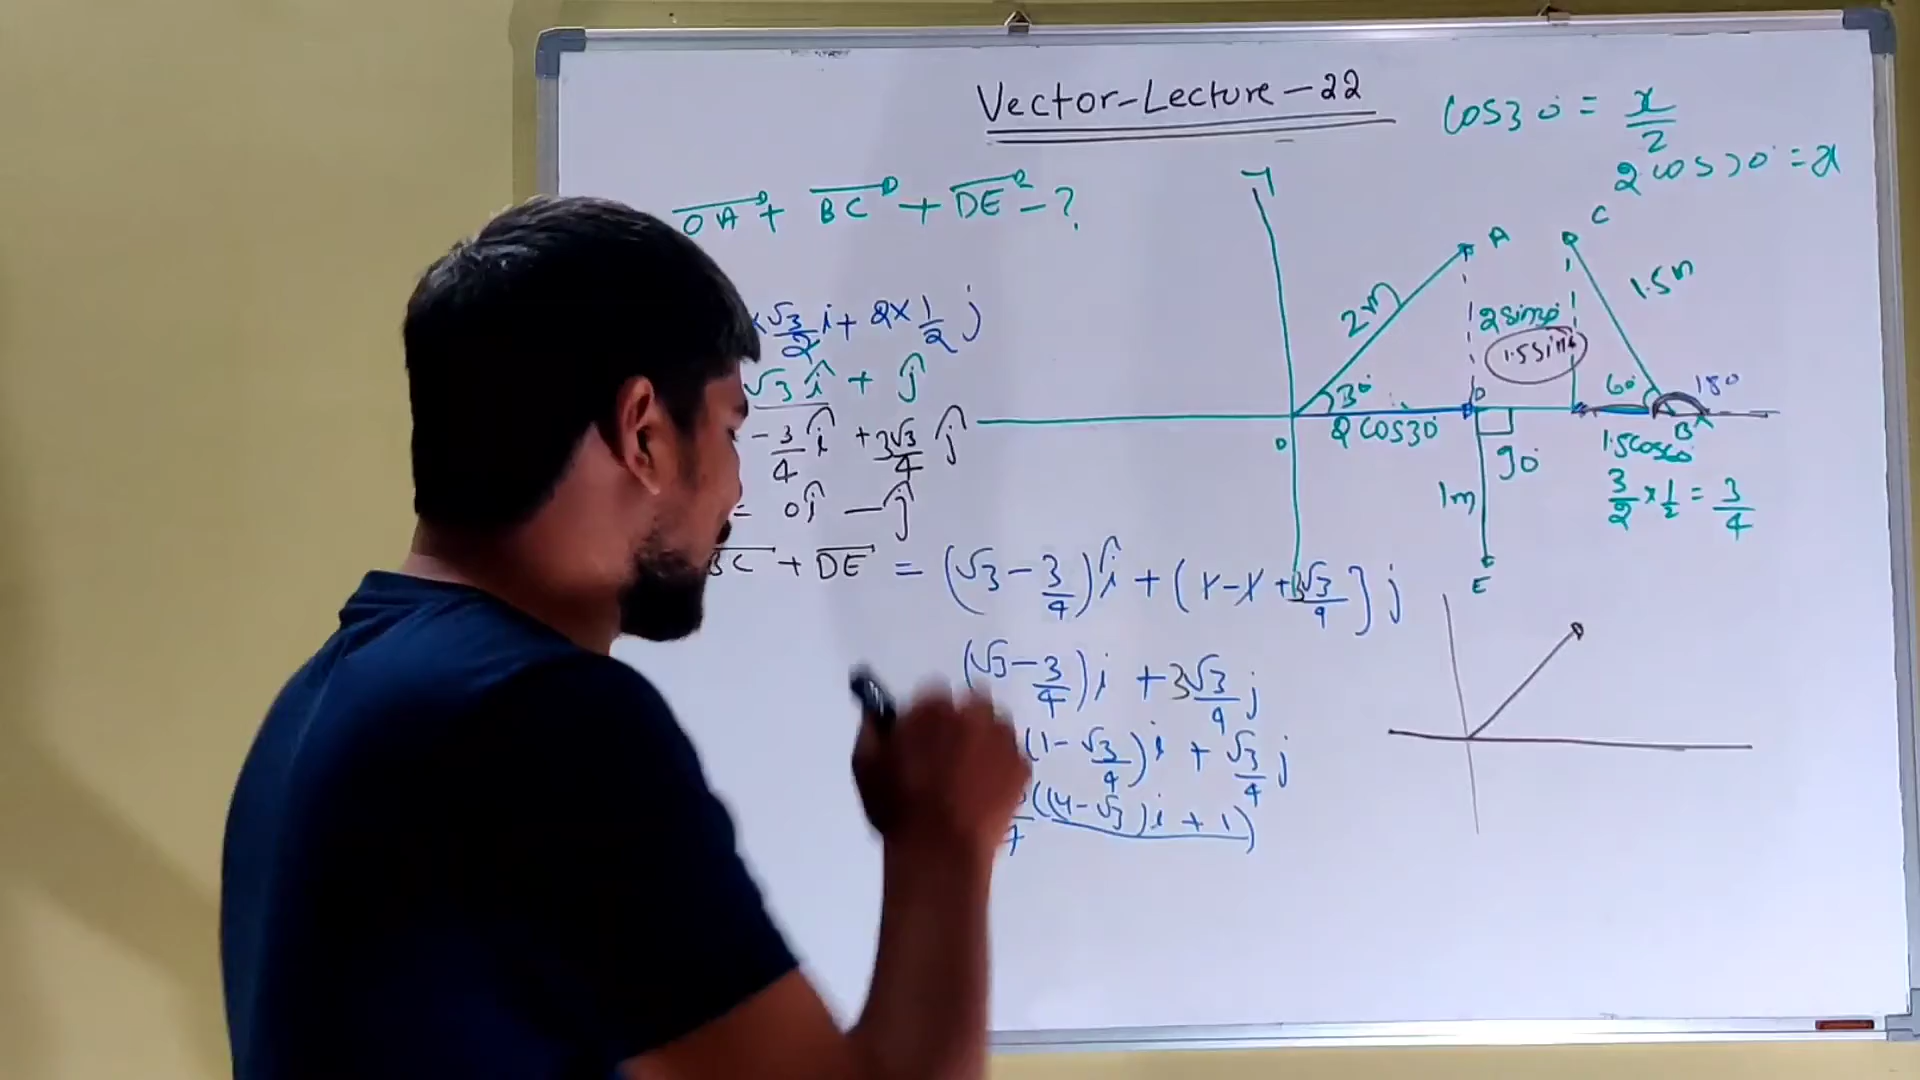 Vector-Lecture-22
OA + BC + DE - ?
×√3/2 i + 2×1/2 j
√3 i + j
-3/4 i + 3√3/4 j
= 0i - j
BC + DE = (√3 - 3/4) i + (1 - 1 + 3√3/4] j
(√3 - 3/4) i + 3√3/4 j
(1 - √3/4) i + √3/4 j
((4-√3) i + 1)
cos30° = x/2
2cos30° = x
Y
A
C
2m
1.5m
2sin30°
30°
60°
180
O
D
B
2cos30°
1.5cos60
90°
1m
3/2 × 1/2 = 3/4
E